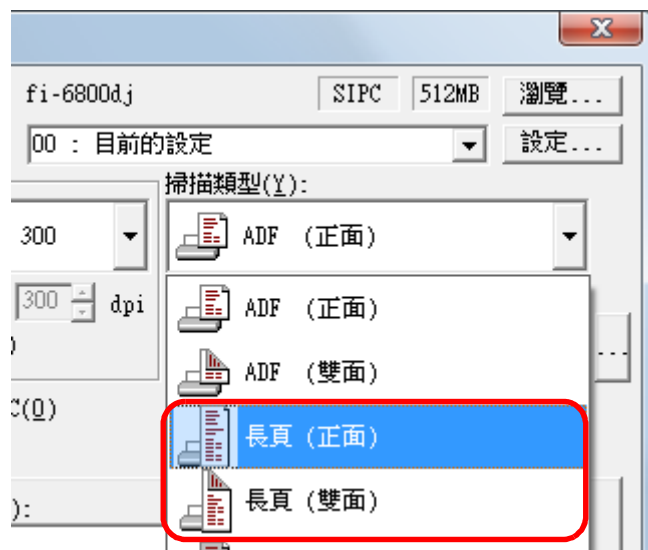 fi-6800dj SIPC 512MB 瀏覽...
00 : 目前的設定 設定...
掃描類型(Y):
300 ADF (正面)
300 dpi
ADF (正面)
)
ADF (雙面)
...
C(O)
長頁 (正面)
長頁 (雙面)
):